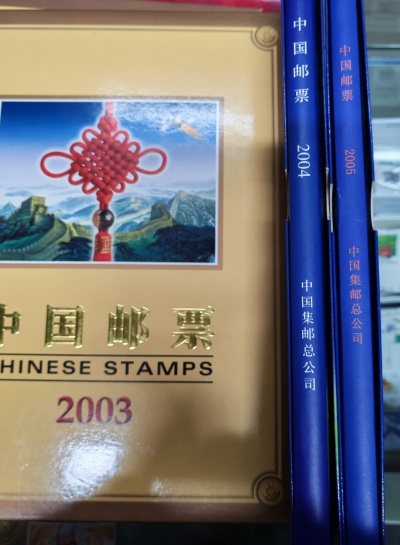 中国邮票
CHINESE STAMPS
2003
中国邮票 2004 中国集邮总公司
中国邮票 2005 中国集邮总公司